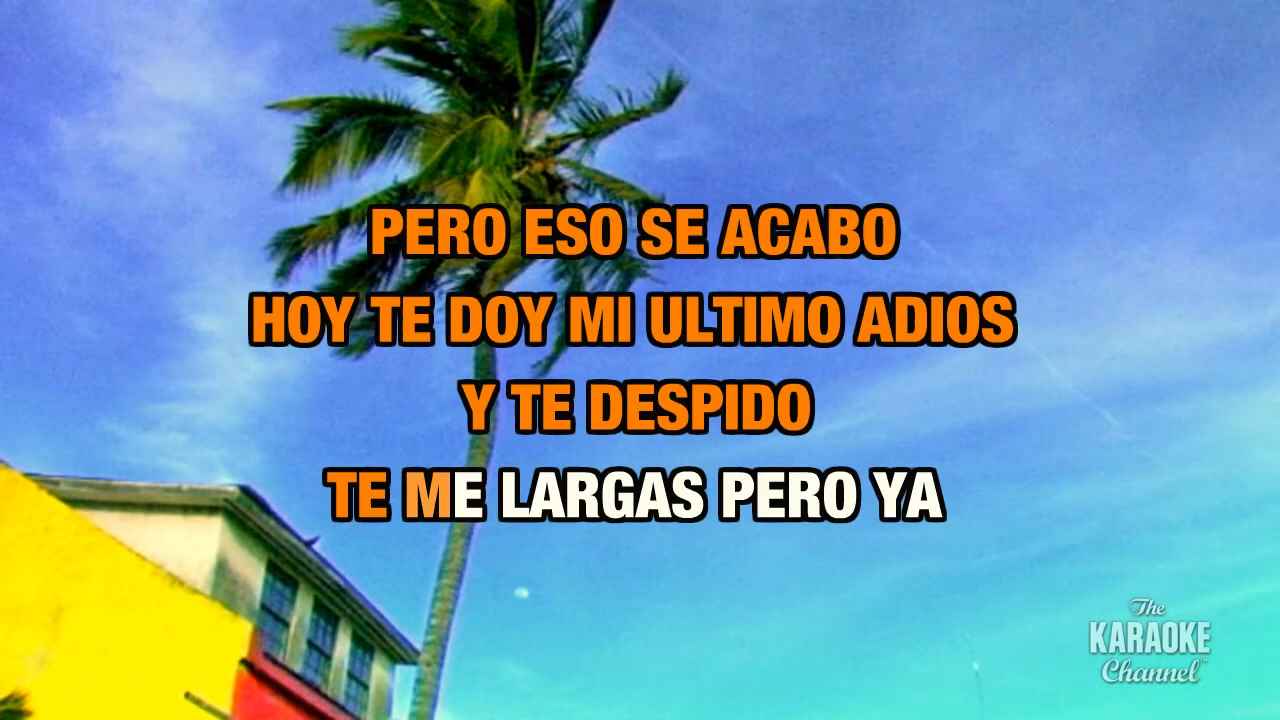 PERO ESO SE ACABO
HOY TE DOY MI ULTIMO ADIOS
Y TE DESPIDO
TE ME LARGAS PERO YA
The
KARAOKE
Channel™